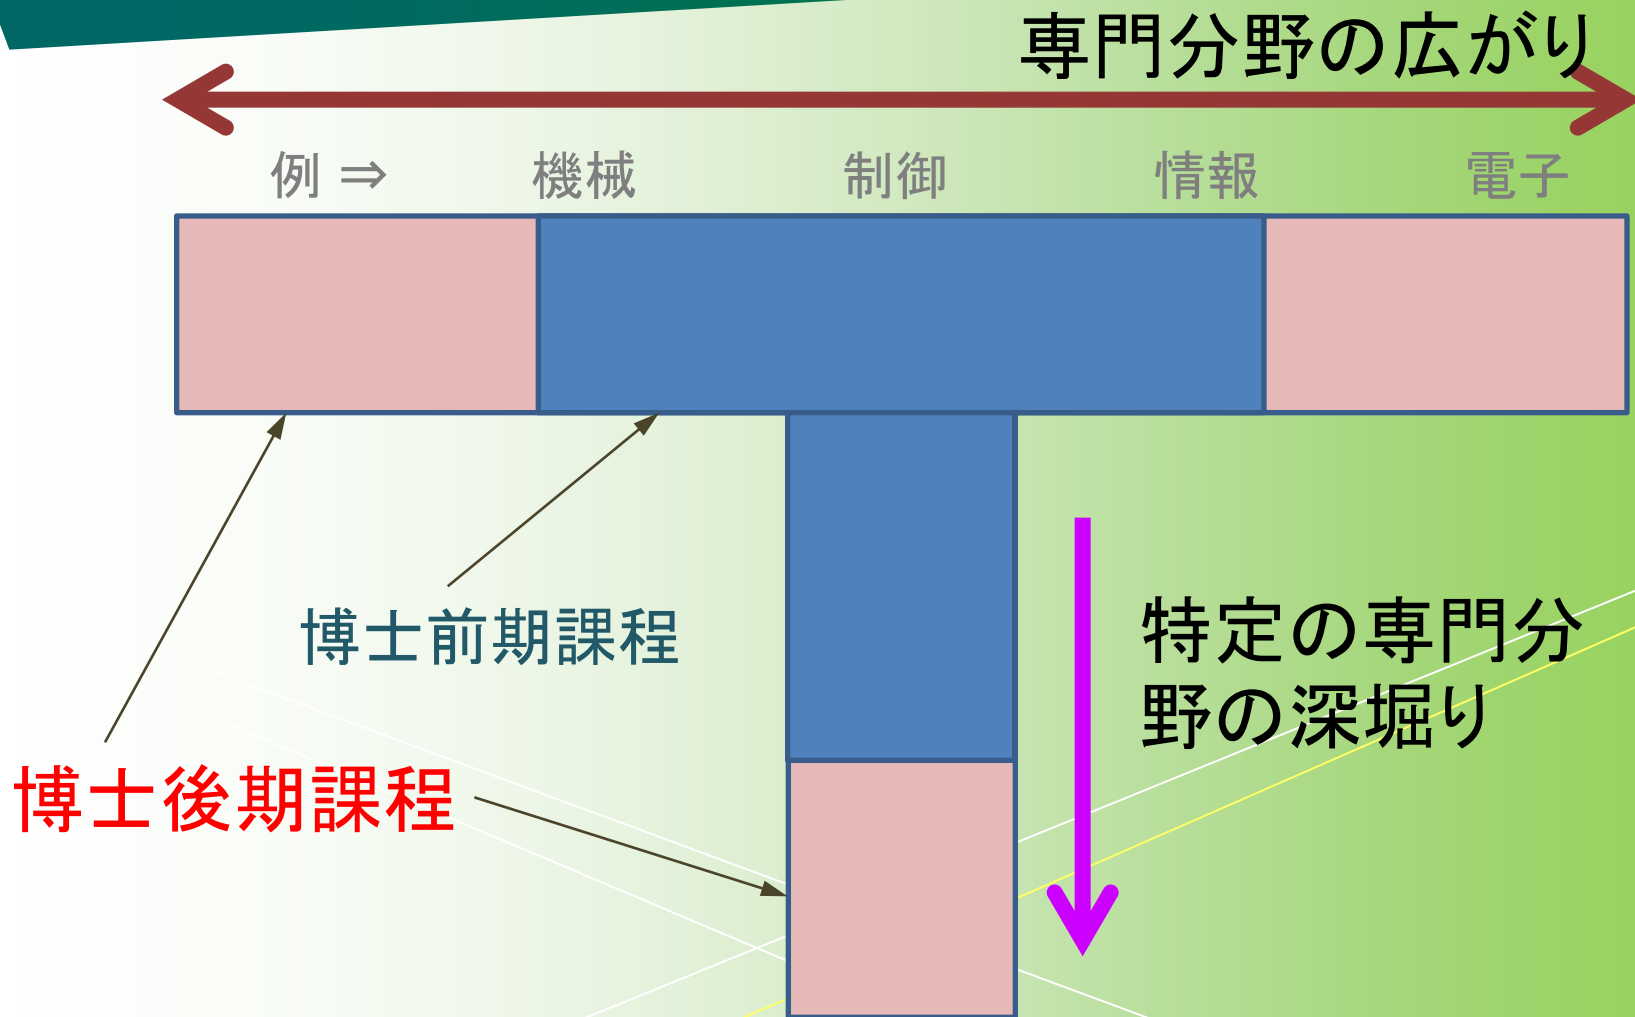 専門分野の広がり
例 ⇒ 機械 制御 情報 電子
博士前期課程
特定の専門分
野の深堀り
博士後期課程